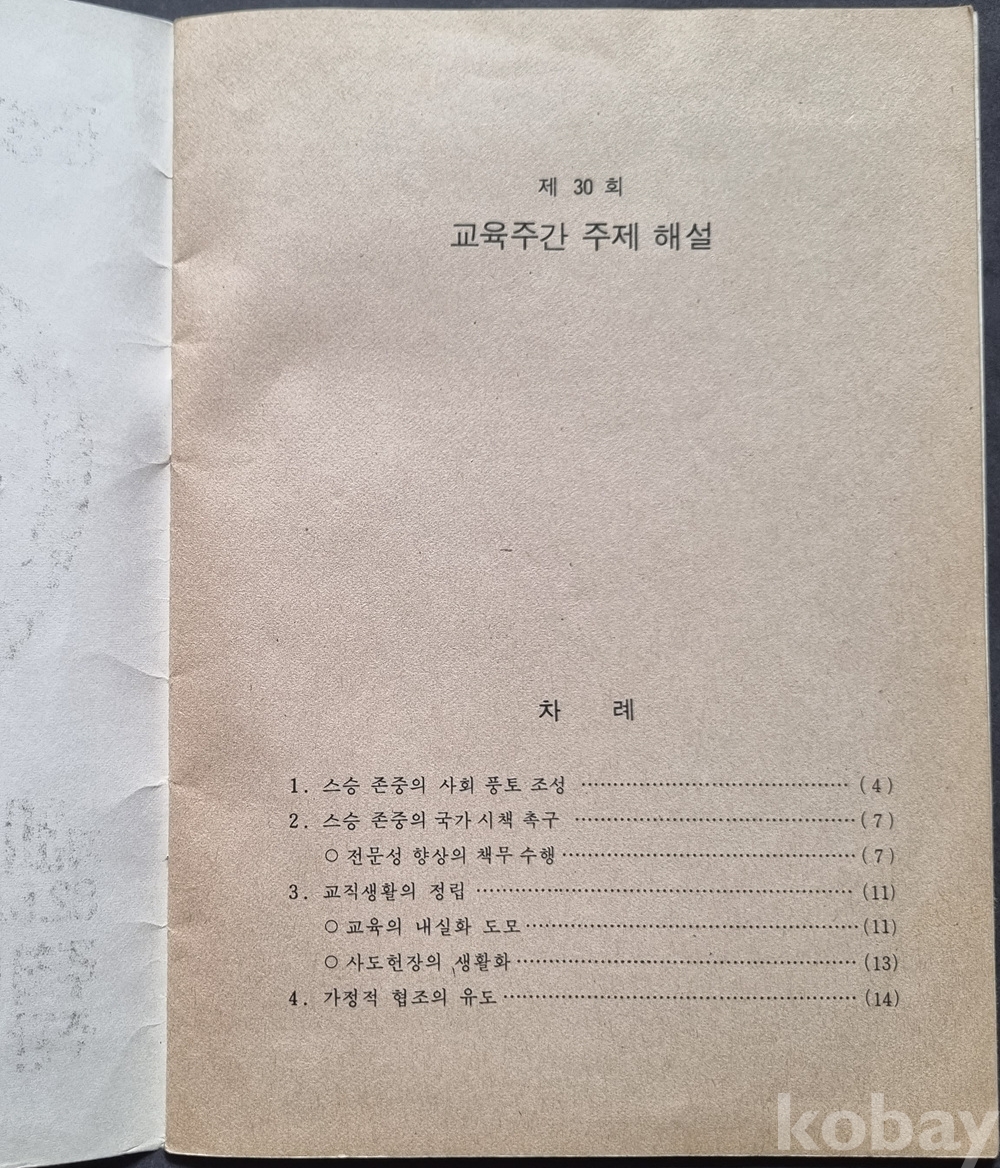 제 30 회
교육주간 주제 해설
차 례
1. 스승 존중의 사회 풍토 조성 ⋯⋯⋯⋯⋯⋯⋯⋯⋯⋯ (4)
2. 스승 존중의 국가 시책 촉구 ⋯⋯⋯⋯⋯⋯⋯⋯⋯⋯ (7)
○ 전문성 향상의 책무 수행 ⋯⋯⋯⋯⋯⋯⋯⋯⋯⋯ (7)
3. 교직생활의 정립 ⋯⋯⋯⋯⋯⋯⋯⋯⋯⋯⋯⋯⋯ (11)
○ 교육의 내실화 도모 ⋯⋯⋯⋯⋯⋯⋯⋯⋯⋯⋯ (11)
○ 사도헌장의 생활화 ⋯⋯⋯⋯⋯⋯⋯⋯⋯⋯⋯ (13)
4. 가정적 협조의 유도 ⋯⋯⋯⋯⋯⋯⋯⋯⋯⋯⋯ (14)
kobay